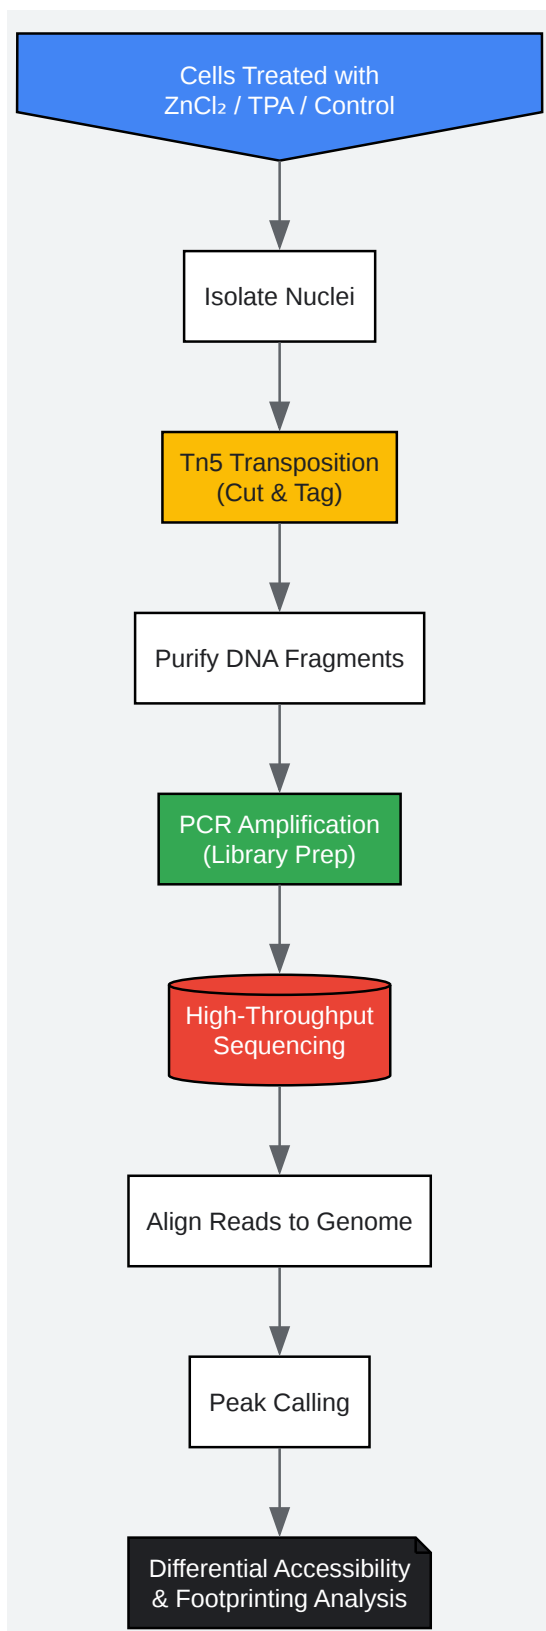 Cells Treated with
ZnCl₂ / TPA / Control
Isolate Nuclei
Tn5 Transposition
(Cut & Tag)
Purify DNA Fragments
PCR Amplification
(Library Prep)
High-Throughput
Sequencing
Align Reads to Genome
Peak Calling
Differential Accessibility
& Footprinting Analysis